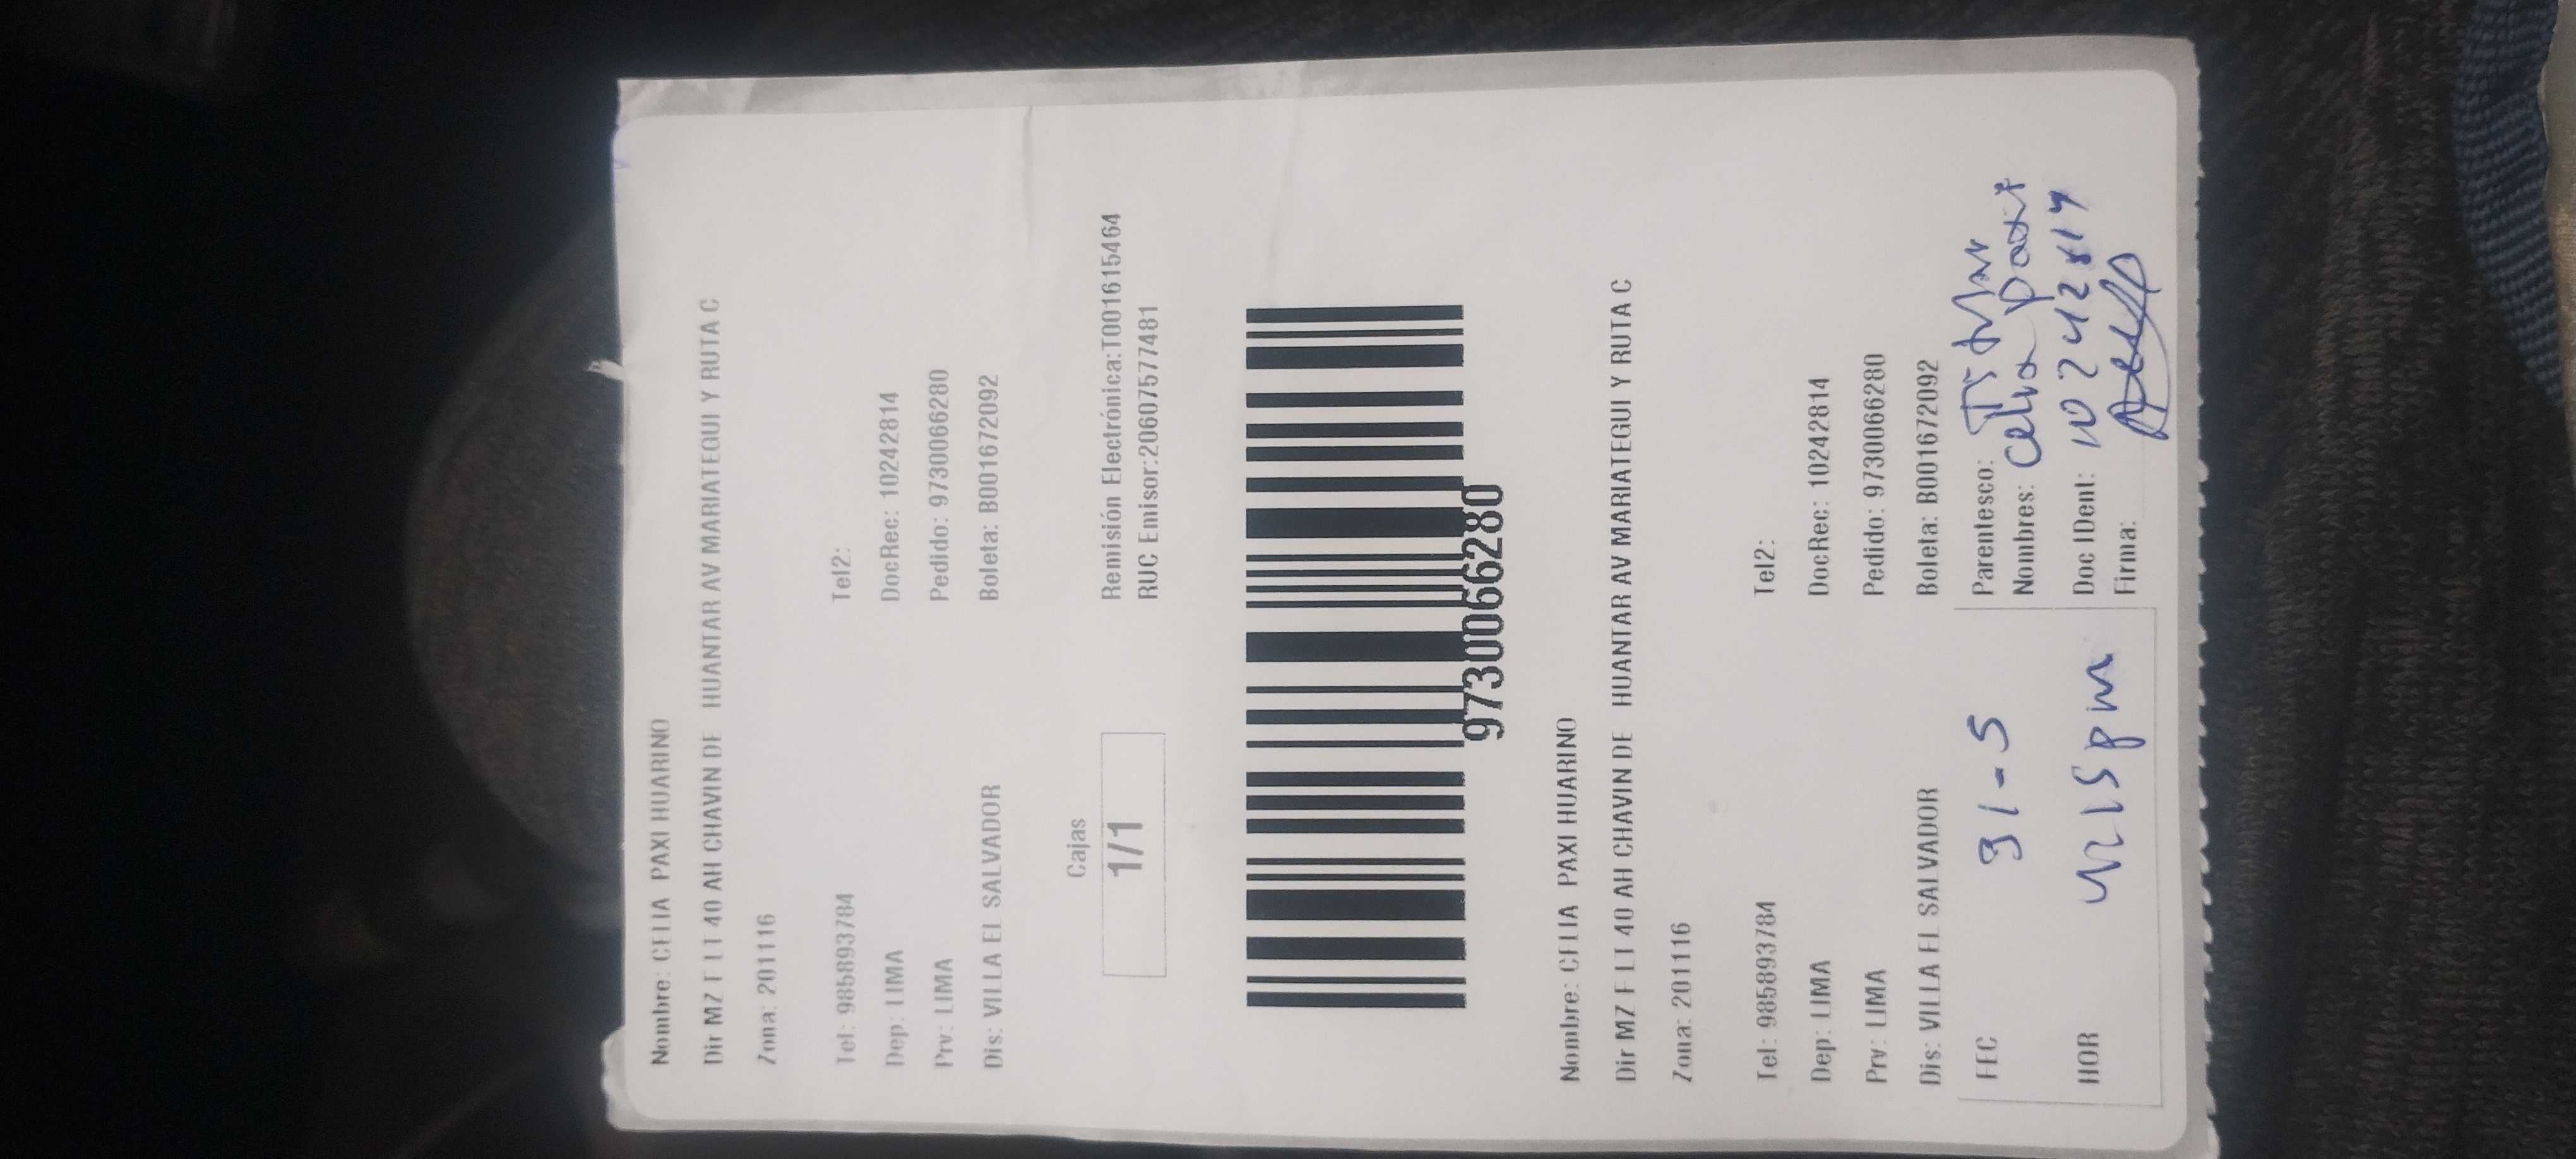 Nombre: CELIA PAXI HUARINO
Dir MZ F LT 40 AH CHAVIN DE HUANTAR AV MARIATEGUI Y RUTA C
Zona: 201116
Tel: 985893784 Tel2:
Dep: LIMA DocRec: 10242814
Prv: LIMA Pedido: 9730066280
Dis: VILLA EL SALVADOR Boleta: B001672092
Cajas
1/1
Remisión Electrónica:T001615464
RUC Emisor:20607577481
9730066280
Nombre: CELIA PAXI HUARINO
Dir MZ F LT 40 AH CHAVIN DE HUANTAR AV MARIATEGUI Y RUTA C
Zona: 201116
Tel: 985893784 Tel2:
Dep: LIMA DocRec: 10242814
Prv: LIMA Pedido: 9730066280
Dis: VILLA EL SALVADOR Boleta: B001672092
FEC 31-5 Parentesco:
Nombres: Celia paxi
HOR Doc IDent: 10242814
Firma: